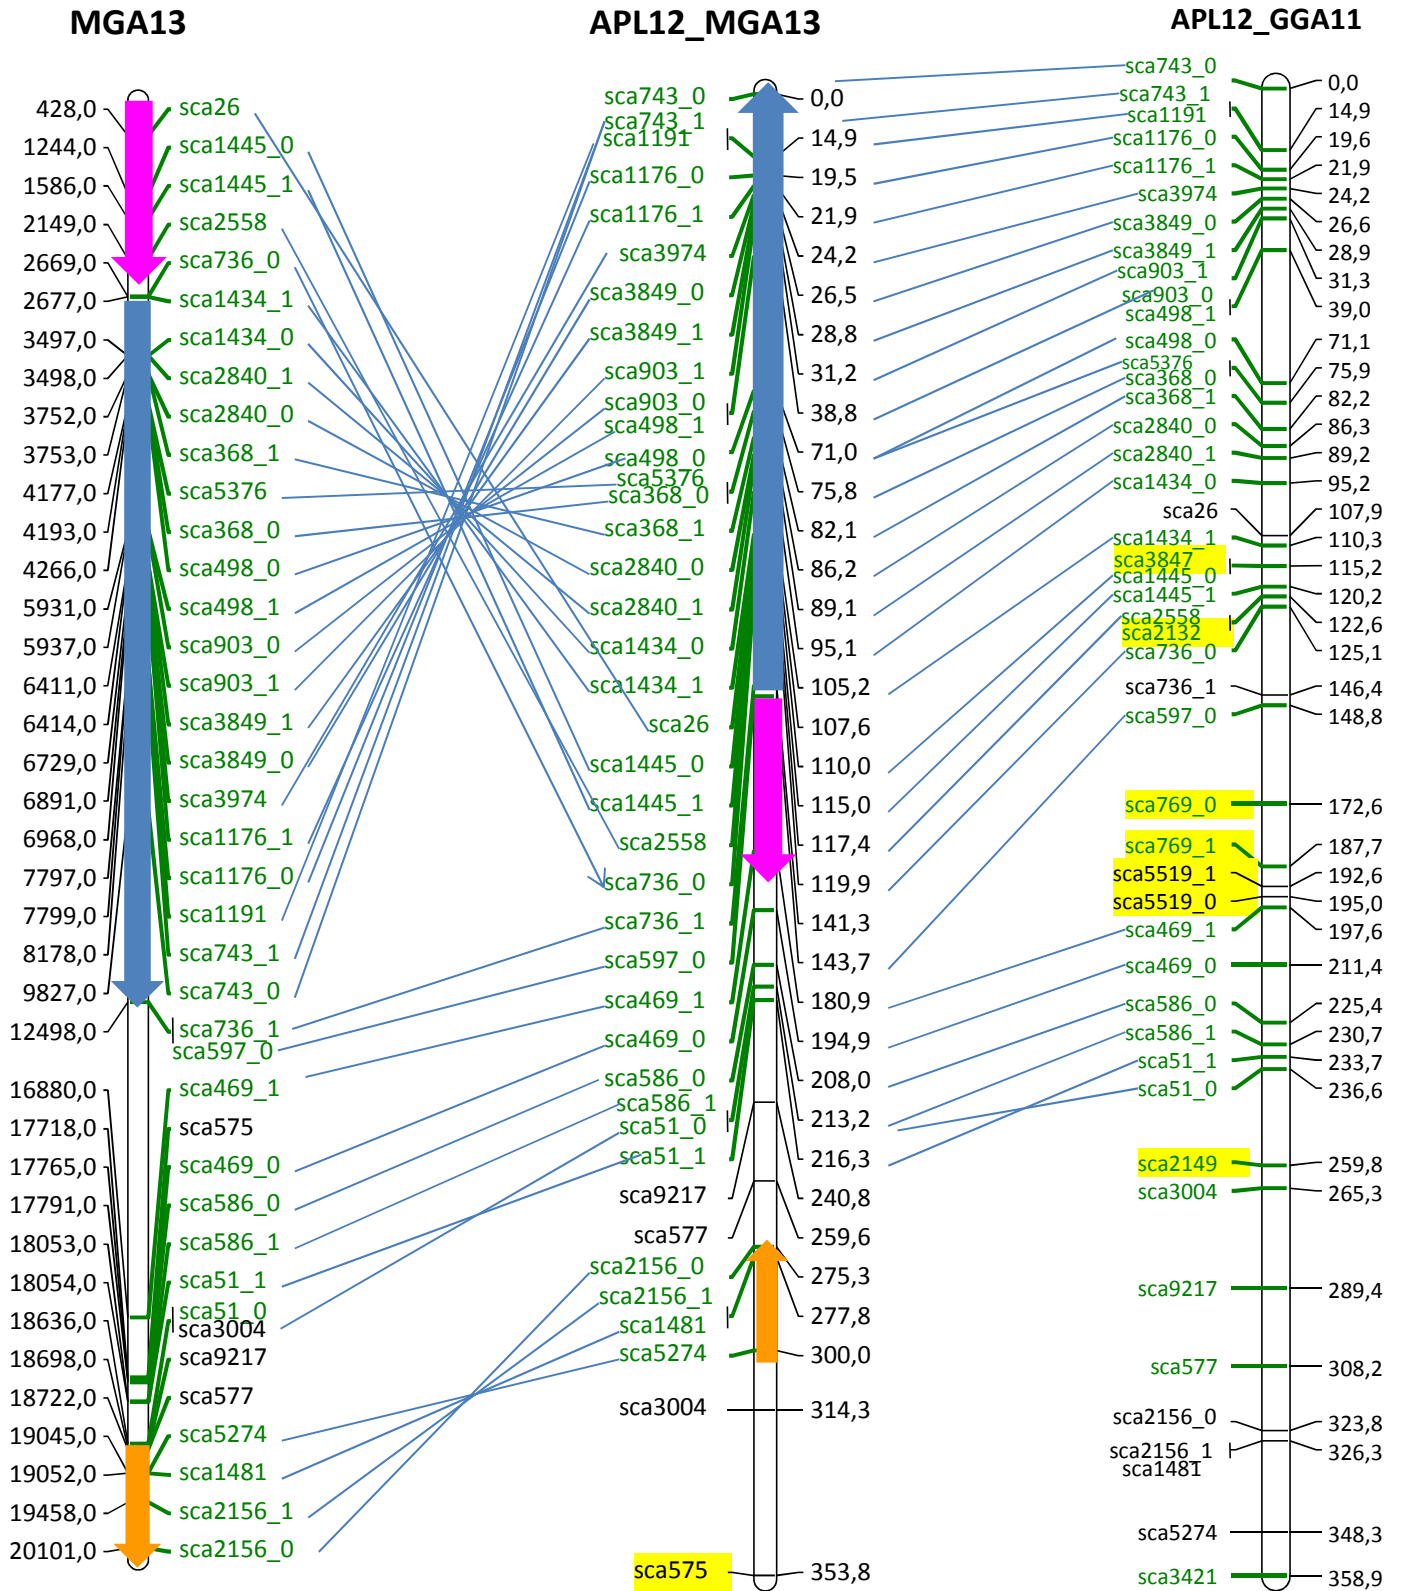 MGA13
APL12_MGA13
APL12_GGA11
428,0
1244,0
1586,0
2149,0
2669,0
2677,0
3497,0
3498,0
3752,0
3753,0
4177,0
4193,0
4266,0
5931,0
5937,0
6411,0
6414,0
6729,0
6891,0
6968,0
7797,0
7799,0
8178,0
9827,0
12498,0
16880,0
17718,0
17765,0
17791,0
18053,0
18054,0
18636,0
18698,0
18722,0
19045,0
19052,0
19458,0
20101,0
sca26
sca1445_0
sca1445_1
sca2558
sca736_0
sca1434_1
sca1434_0
sca2840_1
sca2840_0
sca368_1
sca5376
sca368_0
sca498_0
sca498_1
sca903_0
sca903_1
sca3849_1
sca3849_0
sca3974
sca1176_1
sca1176_0
sca1191
sca743_1
sca743_0
sca736_1
sca597_0
sca469_1
sca575
sca469_0
sca586_0
sca586_1
sca51_1
sca51_0
sca3004
sca9217
sca577
sca5274
sca1481
sca2156_1
sca2156_0
sca743_0
sca743_1
sca1191
sca1176_0
sca1176_1
sca3974
sca3849_0
sca3849_1
sca903_1
sca903_0
sca498_1
sca498_0
sca5376
sca368_0
sca368_1
sca2840_0
sca2840_1
sca1434_0
sca1434_1
sca26
sca1445_0
sca1445_1
sca2558
sca736_0
sca736_1
sca597_0
sca469_1
sca469_0
sca586_0
sca586_1
sca51_0
sca51_1
sca9217
sca577
sca2156_0
sca2156_1
sca1481
sca5274
sca3004
sca575
0,0
14,9
19,5
21,9
24,2
26,5
28,8
31,2
38,8
71,0
75,8
82,1
86,2
89,1
95,1
105,2
107,6
110,0
115,0
117,4
119,9
141,3
143,7
180,9
194,9
208,0
213,2
216,3
240,8
259,6
275,3
277,8
300,0
314,3
353,8
sca743_0
sca743_1
sca1191
sca1176_0
sca1176_1
sca3974
sca3849_0
sca3849_1
sca903_1
sca903_0
sca498_1
sca498_0
sca5376
sca368_0
sca368_1
sca2840_0
sca2840_1
sca1434_0
sca26
sca1434_1
sca3847
sca1445_0
sca1445_1
sca2558
sca2132
sca736_0
sca736_1
sca597_0
sca769_0
sca769_1
sca5519_1
sca5519_0
sca469_1
sca469_0
sca586_0
sca586_1
sca51_1
sca51_0
sca2149
sca3004
sca9217
sca577
sca2156_0
sca2156_1
sca1481
sca5274
sca3421
0,0
14,9
19,6
21,9
24,2
26,6
28,9
31,3
39,0
71,1
75,9
82,2
86,3
89,2
95,2
107,9
110,3
115,2
120,2
122,6
125,1
146,4
148,8
172,6
187,7
192,6
195,0
197,6
211,4
225,4
230,7
233,7
236,6
259,8
265,3
289,4
308,2
323,8
326,3
348,3
358,9